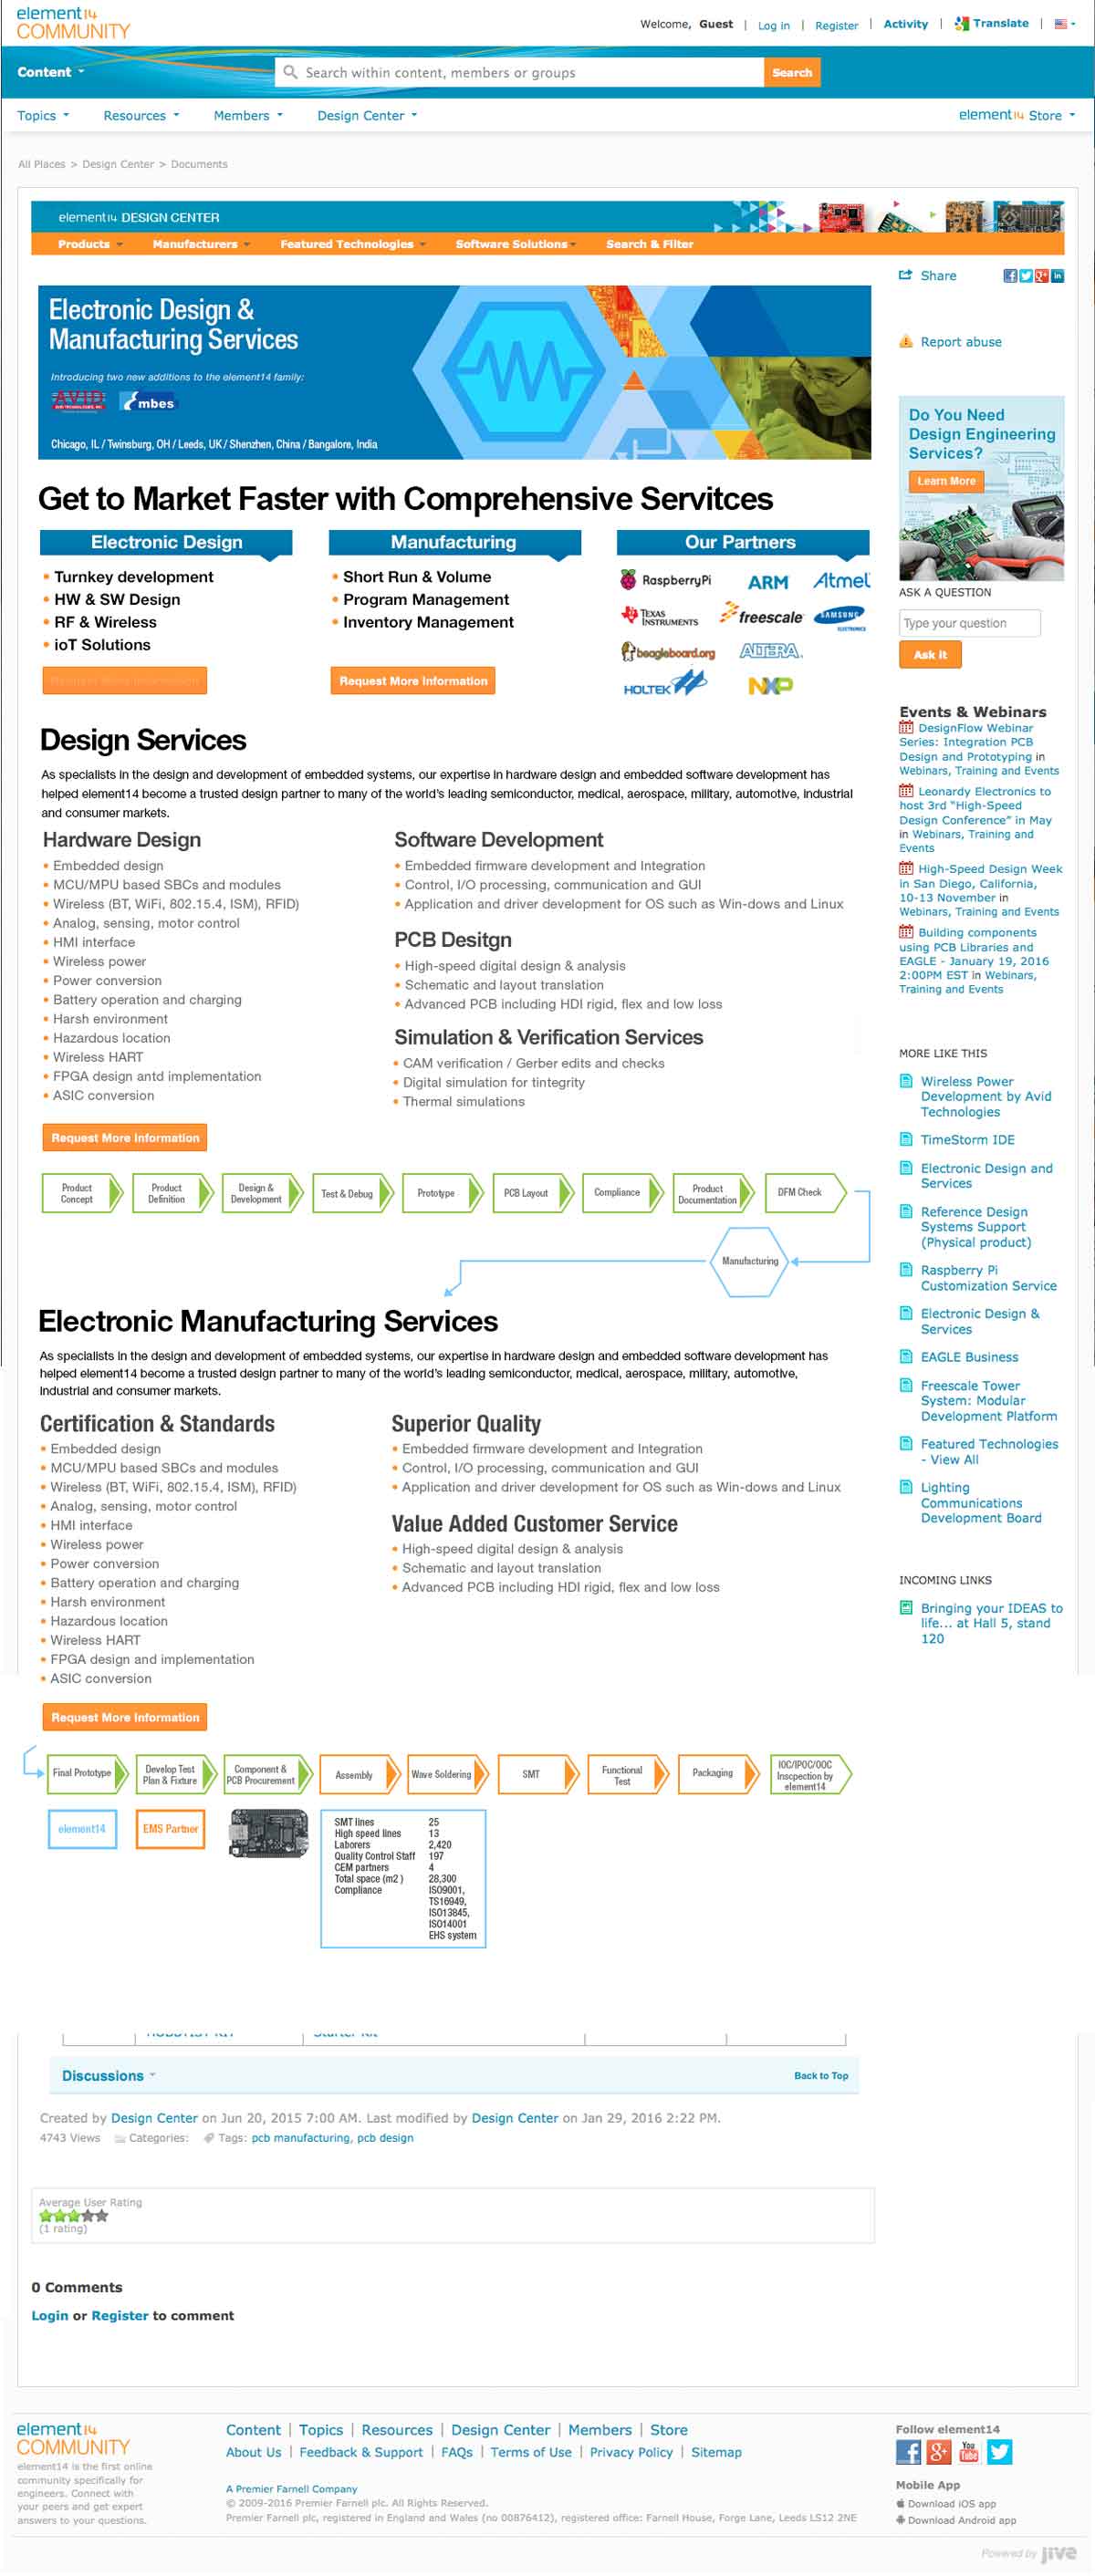 element14
COMMUNITY
Welcome, Guest | Log in | Register | Activity | Translate |
Content
Search within content, members or groups
Search
Topics
Resources
Members
Design Center
element14 Store
All Places > Design Center > Documents
element14 DESIGN CENTER
Products
Manufacturers
Featured Technologies
Software Solutions
Search & Filter
Share
Report abuse
Electronic Design &
Manufacturing Services
Introducing two new additions to the element14 family:
AVID
mbes
Chicago, IL / Twinsburg, OH / Leeds, UK / Shenzhen, China / Bangalore, India
Do You Need
Design Engineering
Services?
Learn More
ASK A QUESTION
Type your question
Ask it
Get to Market Faster with Comprehensive Servitces
Electronic Design
• Turnkey development
• HW & SW Design
• RF & Wireless
• ioT Solutions
Request More Information
Manufacturing
• Short Run & Volume
• Program Management
• Inventory Management
Request More Information
Our Partners
RaspberryPi
ARM
Atmel
TEXAS
INSTRUMENTS
freescale
SAMSUNG
ELECTRONICS
beagleboard.org
ALTERA
HOLTEK
NXP
Events & Webinars
DesignFlow Webinar
Series: Integration PCB
Design and Prototyping in
Webinars, Training and Events
Leonardy Electronics to
host 3rd "High-Speed
Design Conference" in May
in Webinars, Training and
Events
High-Speed Design Week
in San Diego, California,
10-13 November in
Webinars, Training and Events
Building components
using PCB Libraries and
EAGLE - January 19, 2016
2:00PM EST in Webinars,
Training and Events
Design Services
As specialists in the design and development of embedded systems, our expertise in hardware design and embedded software development has
helped element14 become a trusted design partner to many of the world's leading semiconductor, medical, aerospace, military, automotive, industrial
and consumer markets.
Hardware Design
• Embedded design
• MCU/MPU based SBCs and modules
• Wireless (BT, WiFi, 802.15.4, ISM), RFID)
• Analog, sensing, motor control
• HMI interface
• Wireless power
• Power conversion
• Battery operation and charging
• Harsh environment
• Hazardous location
• Wireless HART
• FPGA design antd implementation
• ASIC conversion
Request More Information
Software Development
• Embedded firmware development and Integration
• Control, I/O processing, communication and GUI
• Application and driver development for OS such as Win-dows and Linux
PCB Desitgn
• High-speed digital design & analysis
• Schematic and layout translation
• Advanced PCB including HDI rigid, flex and low loss
Simulation & Verification Services
• CAM verification / Gerber edits and checks
• Digital simulation for tintegrity
• Thermal simulations
MORE LIKE THIS
Wireless Power
Development by Avid
Technologies
TimeStorm IDE
Electronic Design and
Services
Reference Design
Systems Support
(Physical product)
Raspberry Pi
Customization Service
Electronic Design &
Services
EAGLE Business
Freescale Tower
System: Modular
Development Platform
Featured Technologies
- View All
Lighting
Communications
Development Board
INCOMING LINKS
Bringing your IDEAS to
life... at Hall 5, stand
120
Product
Concept
Product
Definition
Design &
Development
Test & Debug
Prototype
PCB Layout
Compliance
Product
Documentation
DFM Check
Manufacturing
Electronic Manufacturing Services
As specialists in the design and development of embedded systems, our expertise in hardware design and embedded software development has
helped element14 become a trusted design partner to many of the world's leading semiconductor, medical, aerospace, military, automotive,
industrial and consumer markets.
Certification & Standards
• Embedded design
• MCU/MPU based SBCs and modules
• Wireless (BT, WiFi, 802.15.4, ISM), RFID)
• Analog, sensing, motor control
• HMI interface
• Wireless power
• Power conversion
• Battery operation and charging
• Harsh environment
• Hazardous location
• Wireless HART
• FPGA design and implementation
• ASIC conversion
Request More Information
Superior Quality
• Embedded firmware development and Integration
• Control, I/O processing, communication and GUI
• Application and driver development for OS such as Win-dows and Linux
Value Added Customer Service
• High-speed digital design & analysis
• Schematic and layout translation
• Advanced PCB including HDI rigid, flex and low loss
Final Prototype
Develop Test
Plan & Fixture
Component &
PCB Procurement
Assembly
Wave Soldering
SMT
Functional
Test
Packaging
IOC/IPOC/OOC
Inscpection by
element14
element14
EMS Partner
SMT lines 25
High speed lines 13
Laborers 2,420
Quality Control Staff 197
CEM partners 4
Total space (m2 ) 28,300
Compliance ISO9001,
TS16949,
ISO13845,
ISO14001
EHS system
Discussions
Back to Top
Created by Design Center on Jun 20, 2015 7:00 AM. Last modified by Design Center on Jan 29, 2016 2:22 PM.
4743 Views Categories: Tags: pcb manufacturing, pcb design
Average User Rating
(1 rating)
0 Comments
Login or Register to comment
element14
COMMUNITY
element14 is the first online
community specifically for
engineers. Connect with
your peers and get expert
answers to your questions.
Content | Topics | Resources | Design Center | Members | Store
About Us | Feedback & Support | FAQs | Terms of Use | Privacy Policy | Sitemap
A Premier Farnell Company
© 2009-2016 Premier Farnell plc. All Rights Reserved.
Premier Farnell plc, registered in England and Wales (no 00876412), registered office: Farnell House, Forge Lane, Leeds LS12 2NE
Follow element14
Mobile App
Download iOS app
Download Android app
Powered by jive